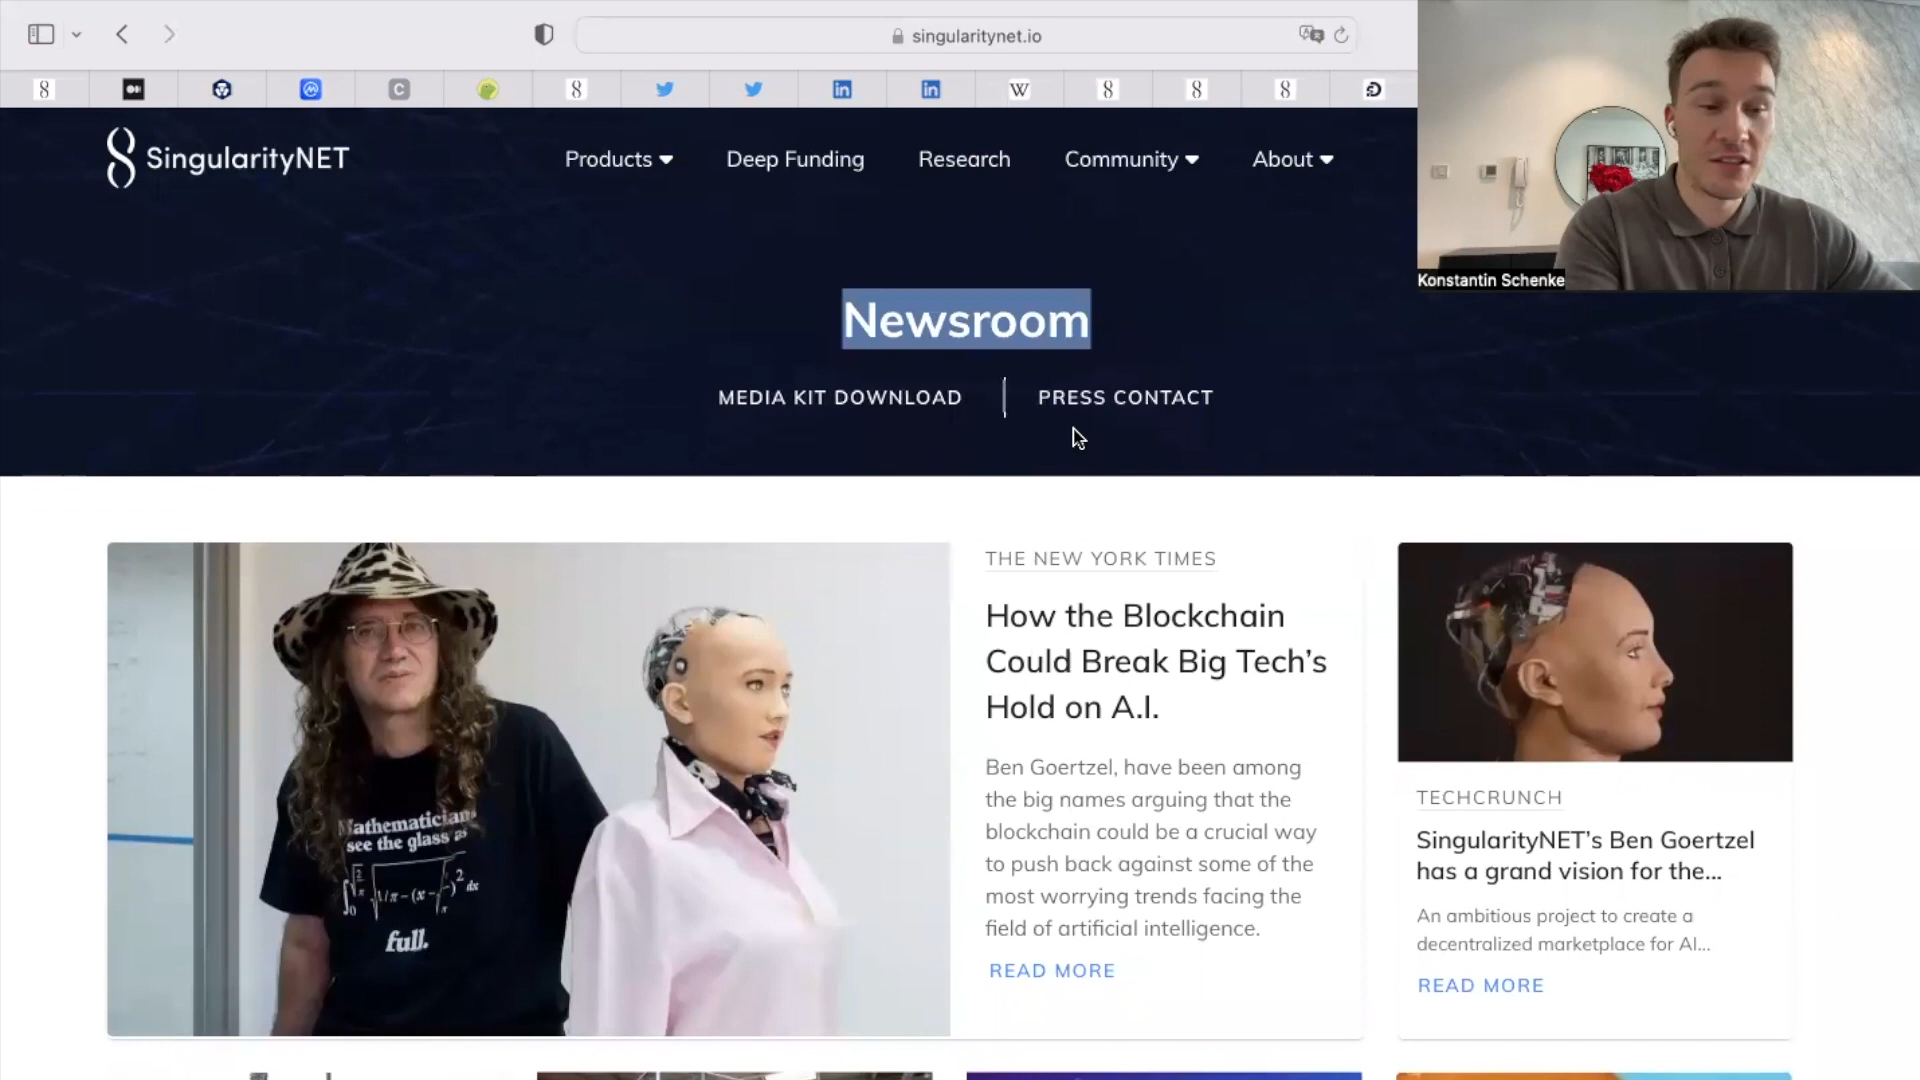 singularitynet.io
SingularityNET
Products
Deep Funding
Research
Community
About
Konstantin Schenke
Newsroom
MEDIA KIT DOWNLOAD
PRESS CONTACT
THE NEW YORK TIMES
How the Blockchain
Could Break Big Tech's
Hold on A.I.
Ben Goertzel, have been among
the big names arguing that the
blockchain could be a crucial way
to push back against some of the
most worrying trends facing the
field of artificial intelligence.
READ MORE
Mathematicians
see the glass as
full.
TECHCRUNCH
SingularityNET's Ben Goertzel
has a grand vision for the...
An ambitious project to create a
decentralized marketplace for AI...
READ MORE